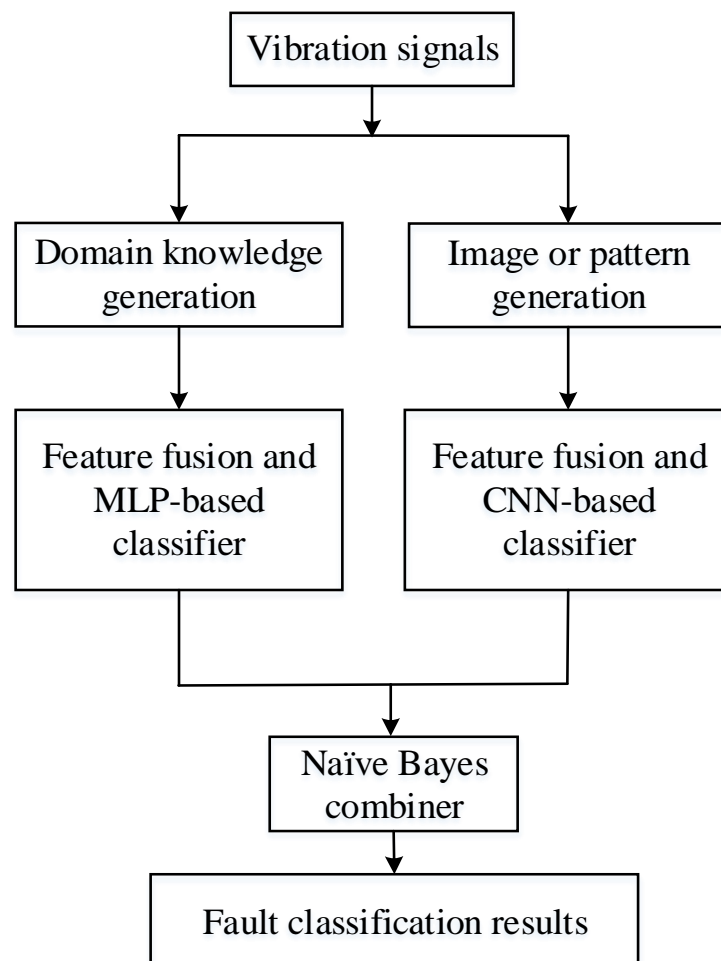 Vibration signals
Domain knowledge
generation
Image or pattern
generation
Feature fusion and
MLP-based
classifier
Feature fusion and
CNN-based
classifier
Naïve Bayes
combiner
Fault classification results